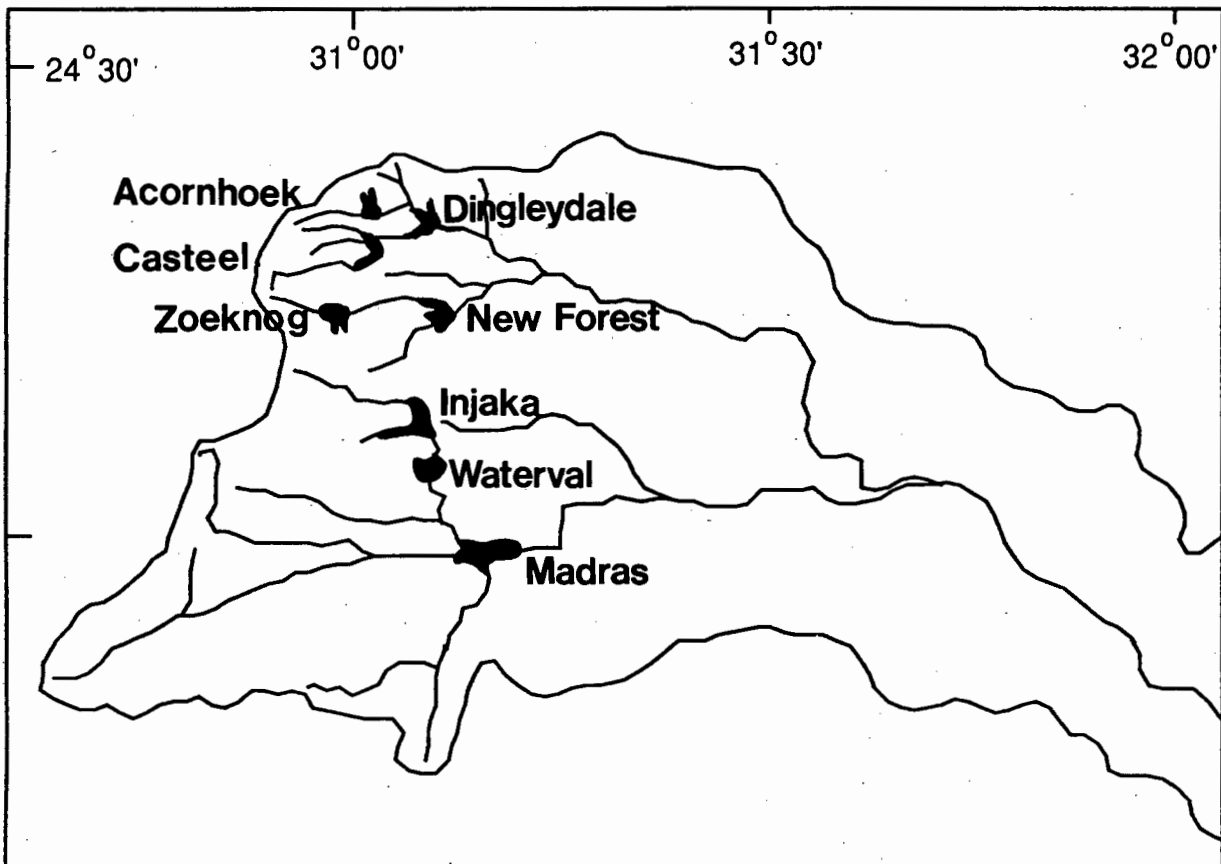 24°30'
31°00'
31°30'
32°00'
Acornhoek
Dingleydale
Casteel
Zoeknog
New Forest
Injaka
Waterval
Madras